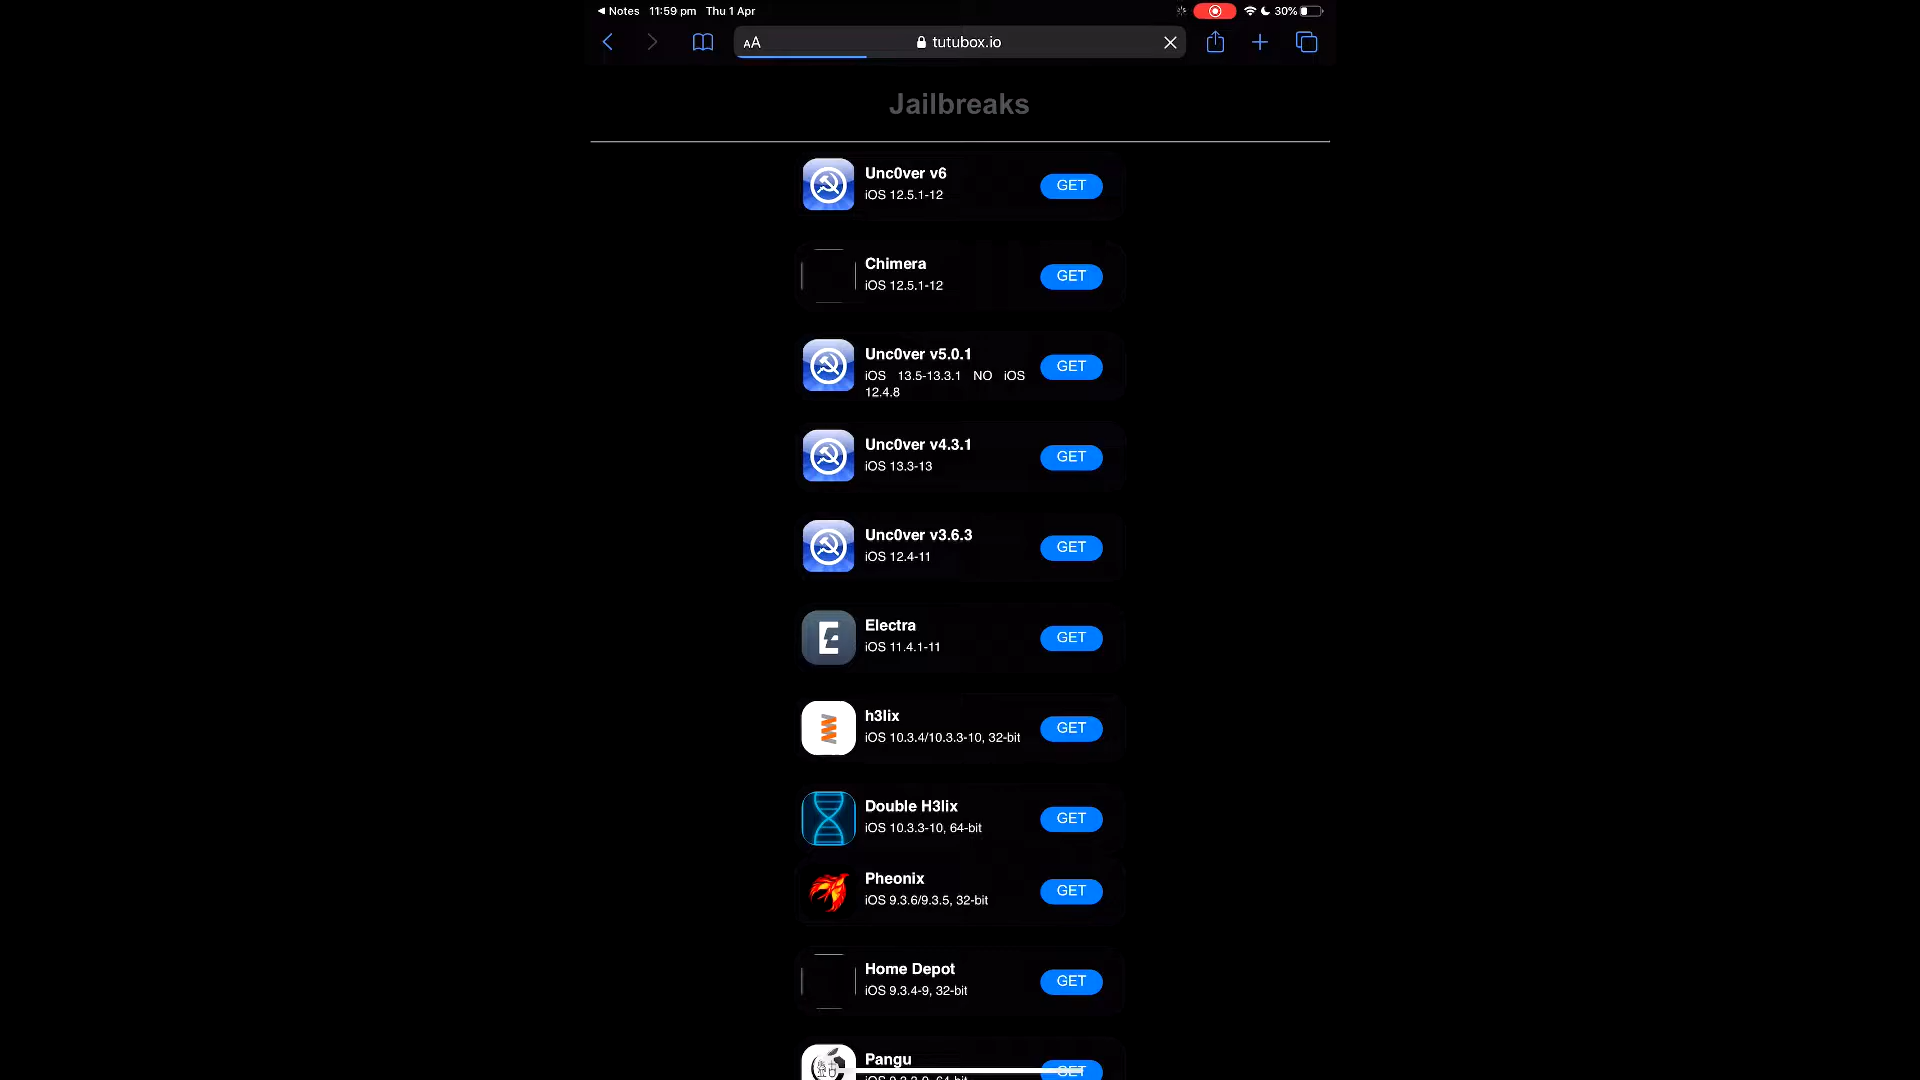 Notes 11:59 pm Thu 1 Apr
30%
AA
tutubox.io
Jailbreaks
Unc0ver v6
iOS 12.5.1-12
GET
Chimera
iOS 12.5.1-12
GET
Unc0ver v5.0.1
iOS 13.5-13.3.1 NO iOS
12.4.8
GET
Unc0ver v4.3.1
iOS 13.3-13
GET
Unc0ver v3.6.3
iOS 12.4-11
GET
Electra
iOS 11.4.1-11
GET
h3lix
iOS 10.3.4/10.3.3-10, 32-bit
GET
Double H3lix
iOS 10.3.3-10, 64-bit
GET
Pheonix
iOS 9.3.6/9.3.5, 32-bit
GET
Home Depot
iOS 9.3.4-9, 32-bit
GET
Pangu
GET